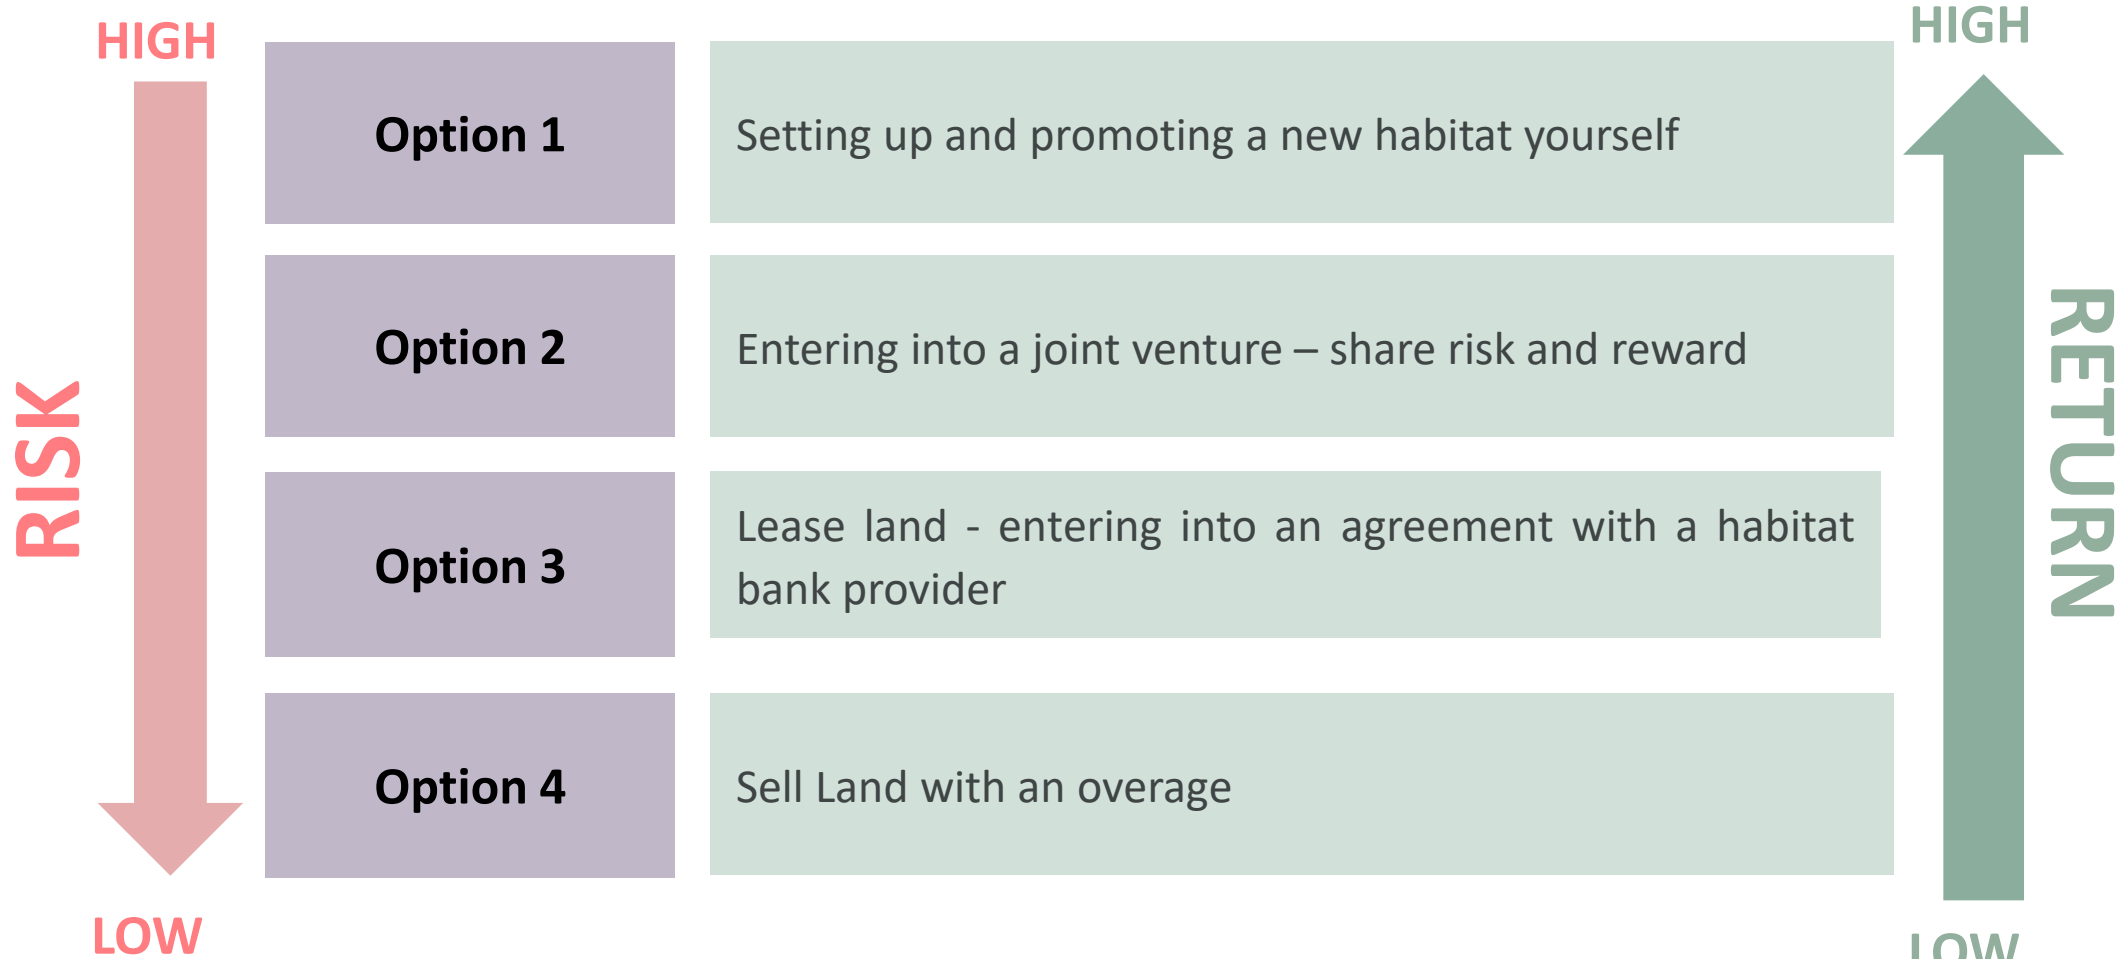 HIGH
HIGH
Option 1
Setting up and promoting a new habitat yourself
Option 2
Entering into a joint venture – share risk and reward
RISK
RETURN
Option 3
Lease land - entering into an agreement with a habitat
bank provider
Option 4
Sell Land with an overage
LOW
LOW